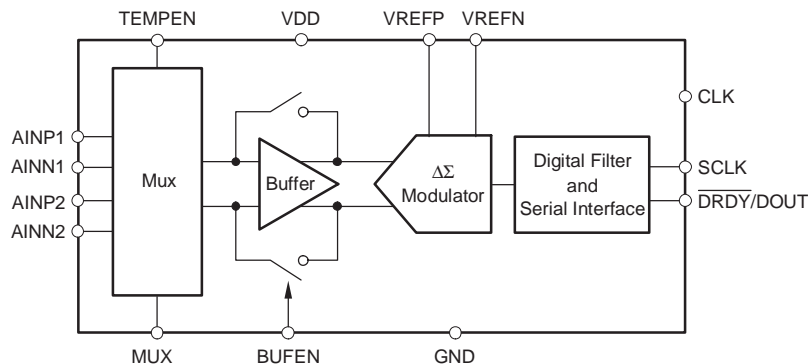 TEMPEN
VDD
VREFP
VREFN
CLK
AINP1
AINN1
AINP2
AINN2
Mux
Buffer
ΔΣ
Modulator
Digital Filter
and
Serial Interface
SCLK
DRDY/DOUT
MUX
BUFEN
GND